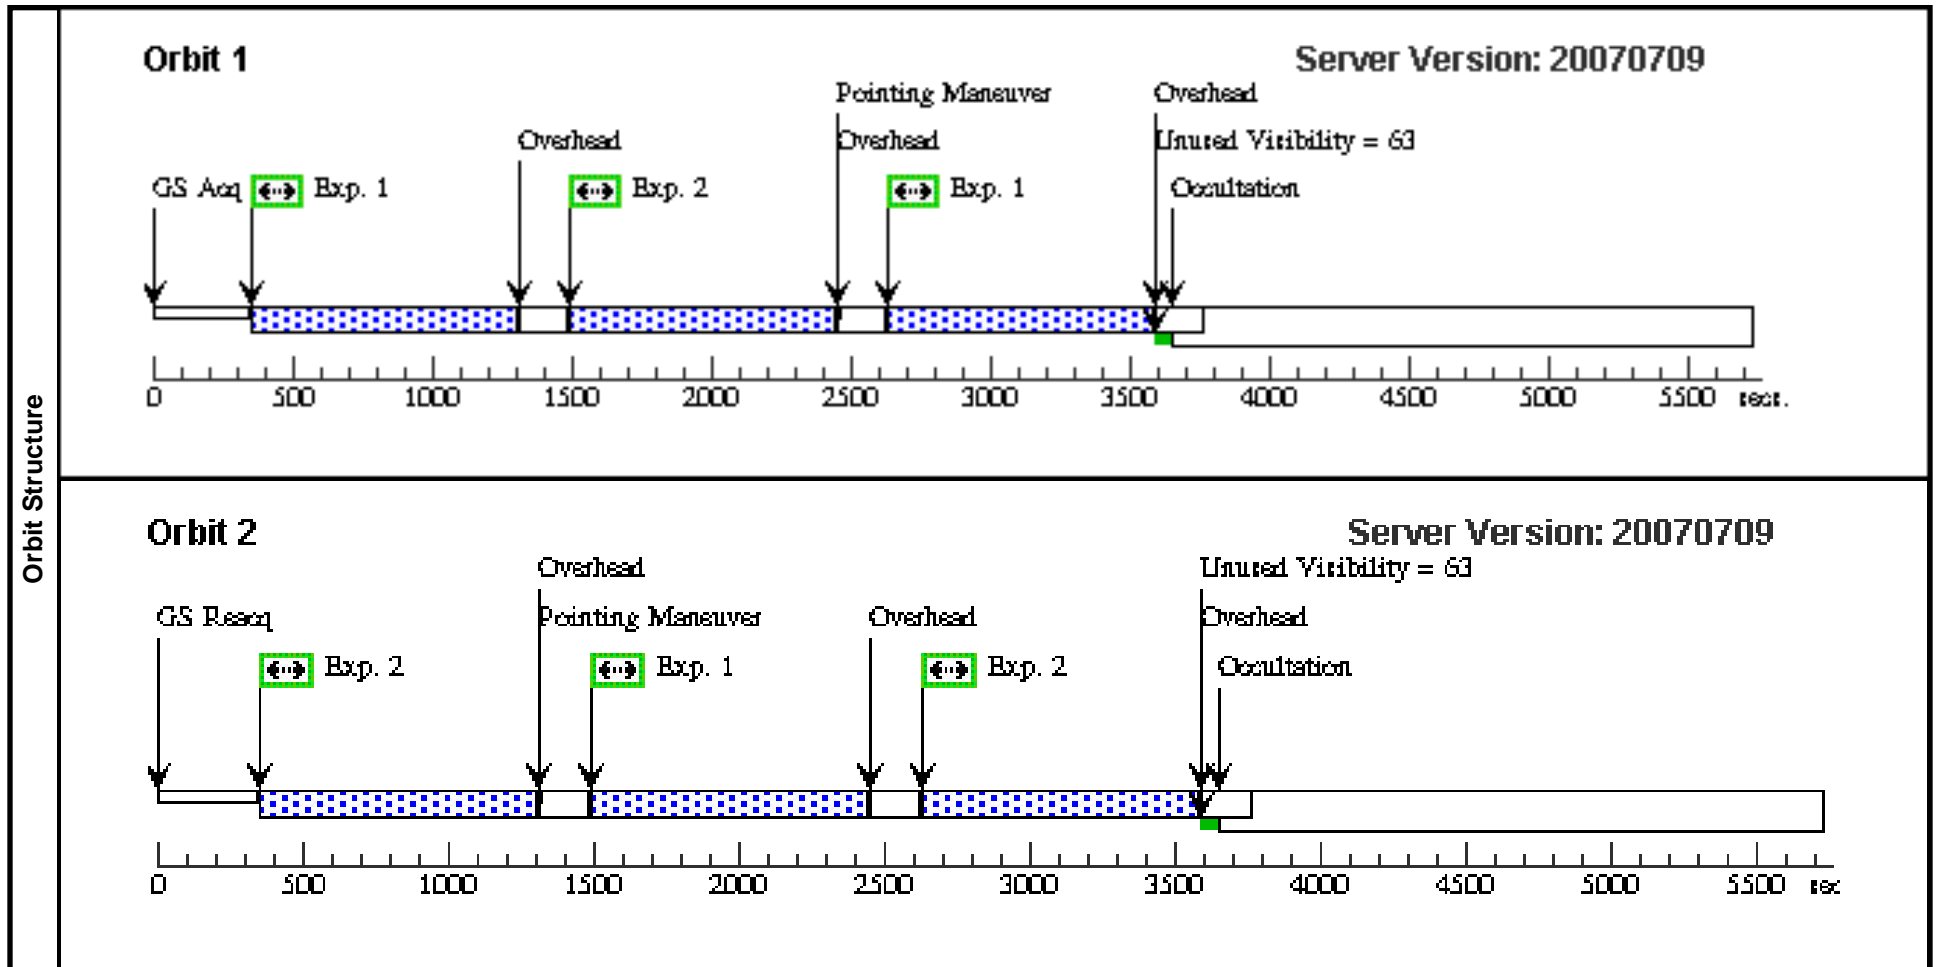 Orbit Structure
Orbit 1
Server Version: 20070709
Pointing Maneuver
Overhead
Overhead
Overhead
Unused Visibility = 63
GS Acq
Exp. 1
Exp. 2
Exp. 1
Occultation
0 500 1000 1500 2000 2500 3000 3500 4000 4500 5000 5500 secs.
Orbit 2
Server Version: 20070709
Overhead
Unused Visibility = 63
GS Reacq
Pointing Maneuver
Overhead
Overhead
Exp. 2
Exp. 1
Exp. 2
Occultation
0 500 1000 1500 2000 2500 3000 3500 4000 4500 5000 5500 sec